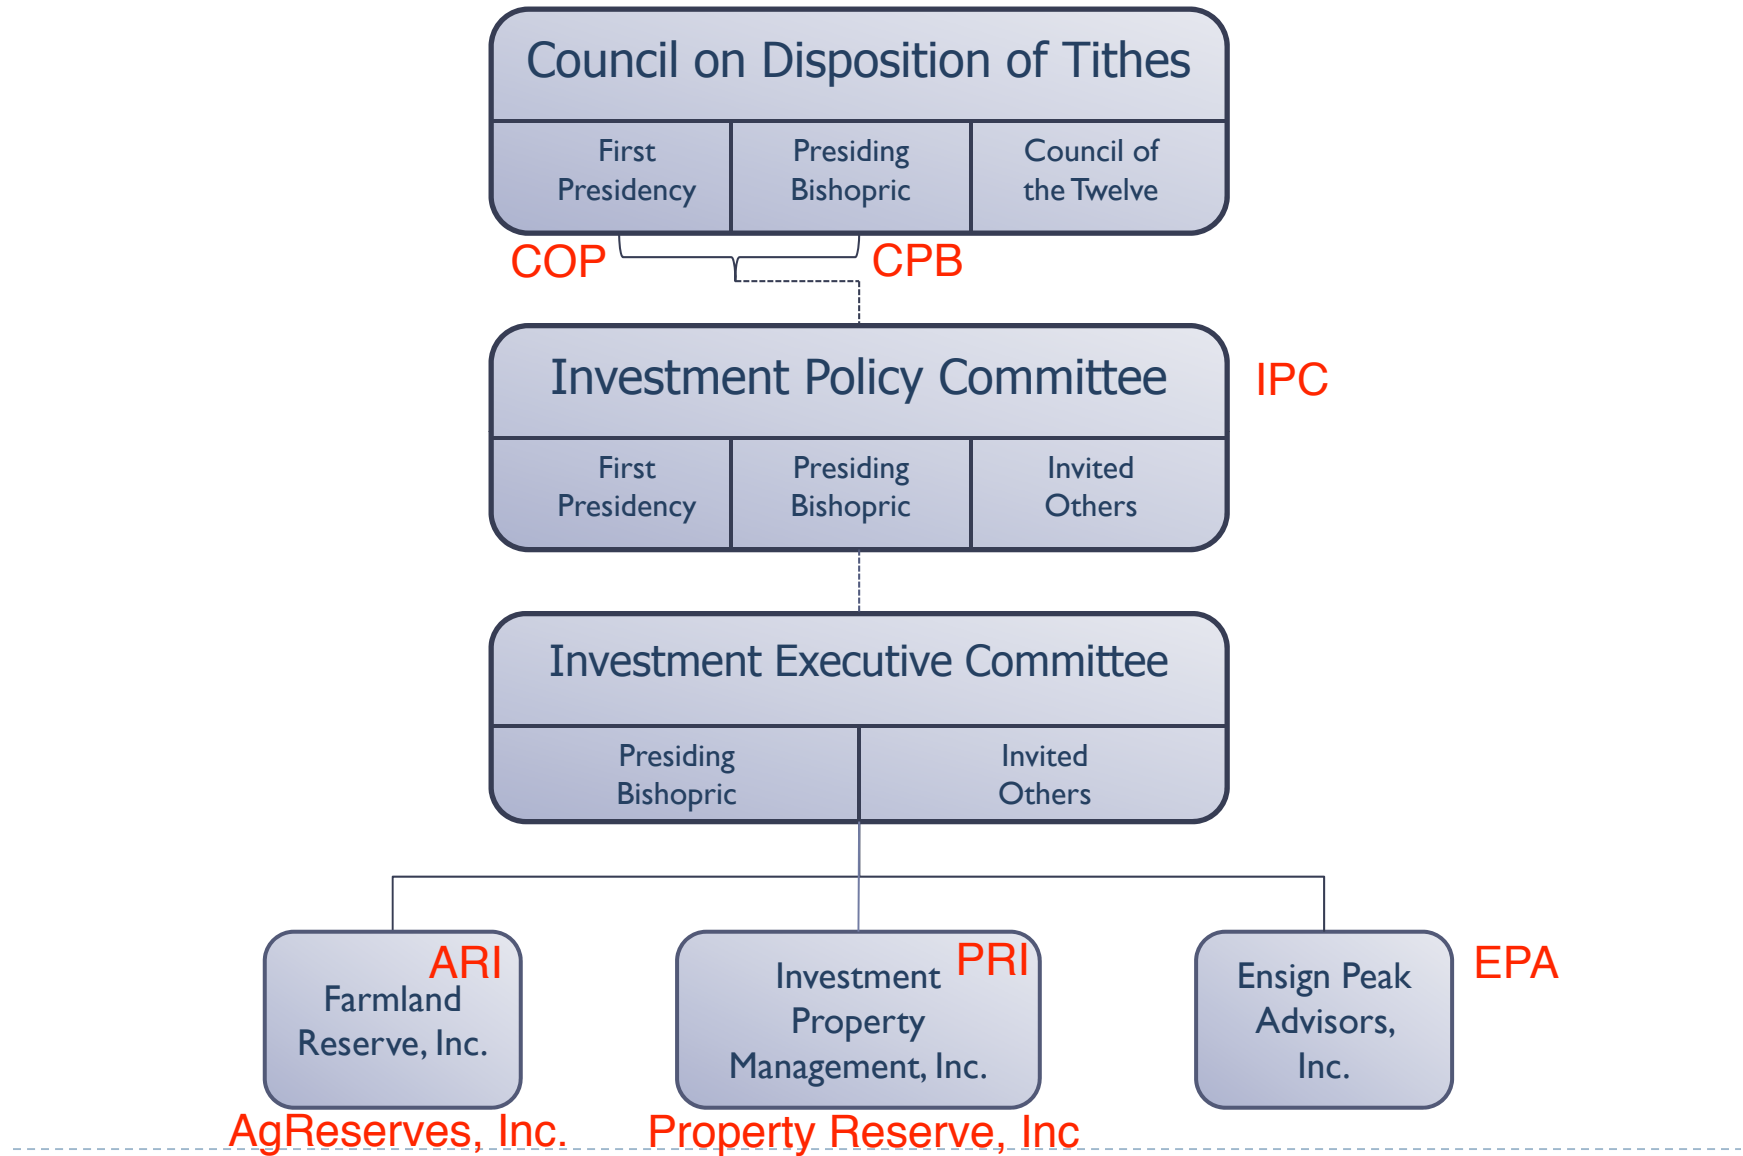 Council on Disposition of Tithes
First
Presidency
Presiding
Bishopric
Council of
the Twelve
COP
CPB
Investment Policy Committee
IPC
First
Presidency
Presiding
Bishopric
Invited
Others
Investment Executive Committee
Presiding
Bishopric
Invited
Others
ARI
Farmland
Reserve, Inc.
AgReserves, Inc.
PRI
Investment
Property
Management, Inc.
Property Reserve, Inc
EPA
Ensign Peak
Advisors,
Inc.